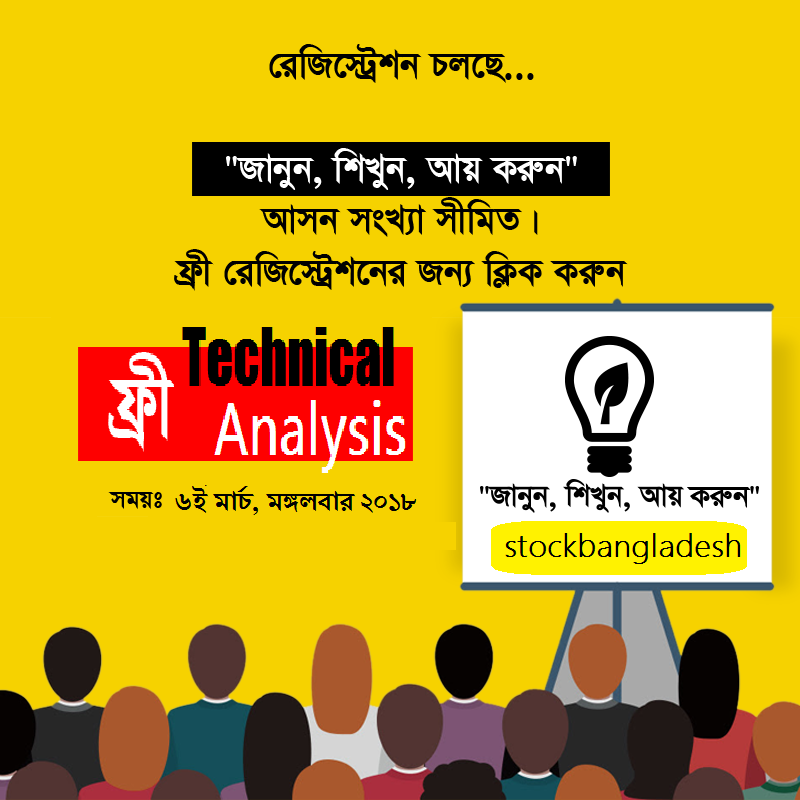 রেজিস্ট্রেশন চলছে...
"জানুন, শিখুন, আয় করুন"
আসন সংখ্যা সীমিত।
ফ্রী রেজিস্ট্রেশনের জন্য ক্লিক করুন
ফ্রী Technical
Analysis
সময়ঃ ৬ই মার্চ, মঙ্গলবার ২০১৮
"জানুন, শিখুন, আয় করুন"
stockbangladesh